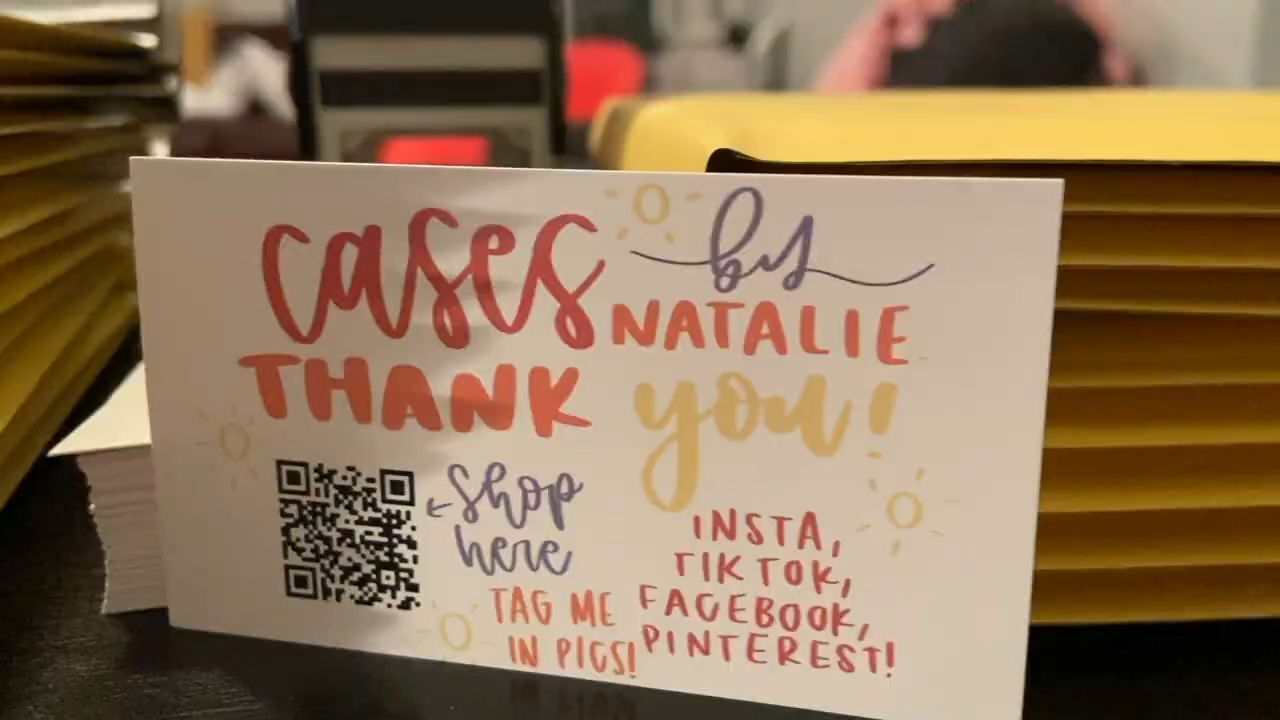 cases by
NATALIE
THANK you!
shop
here
INSTA,
TIKTOK,
FACEBOOK,
PINTEREST!
TAG ME
IN PICS!